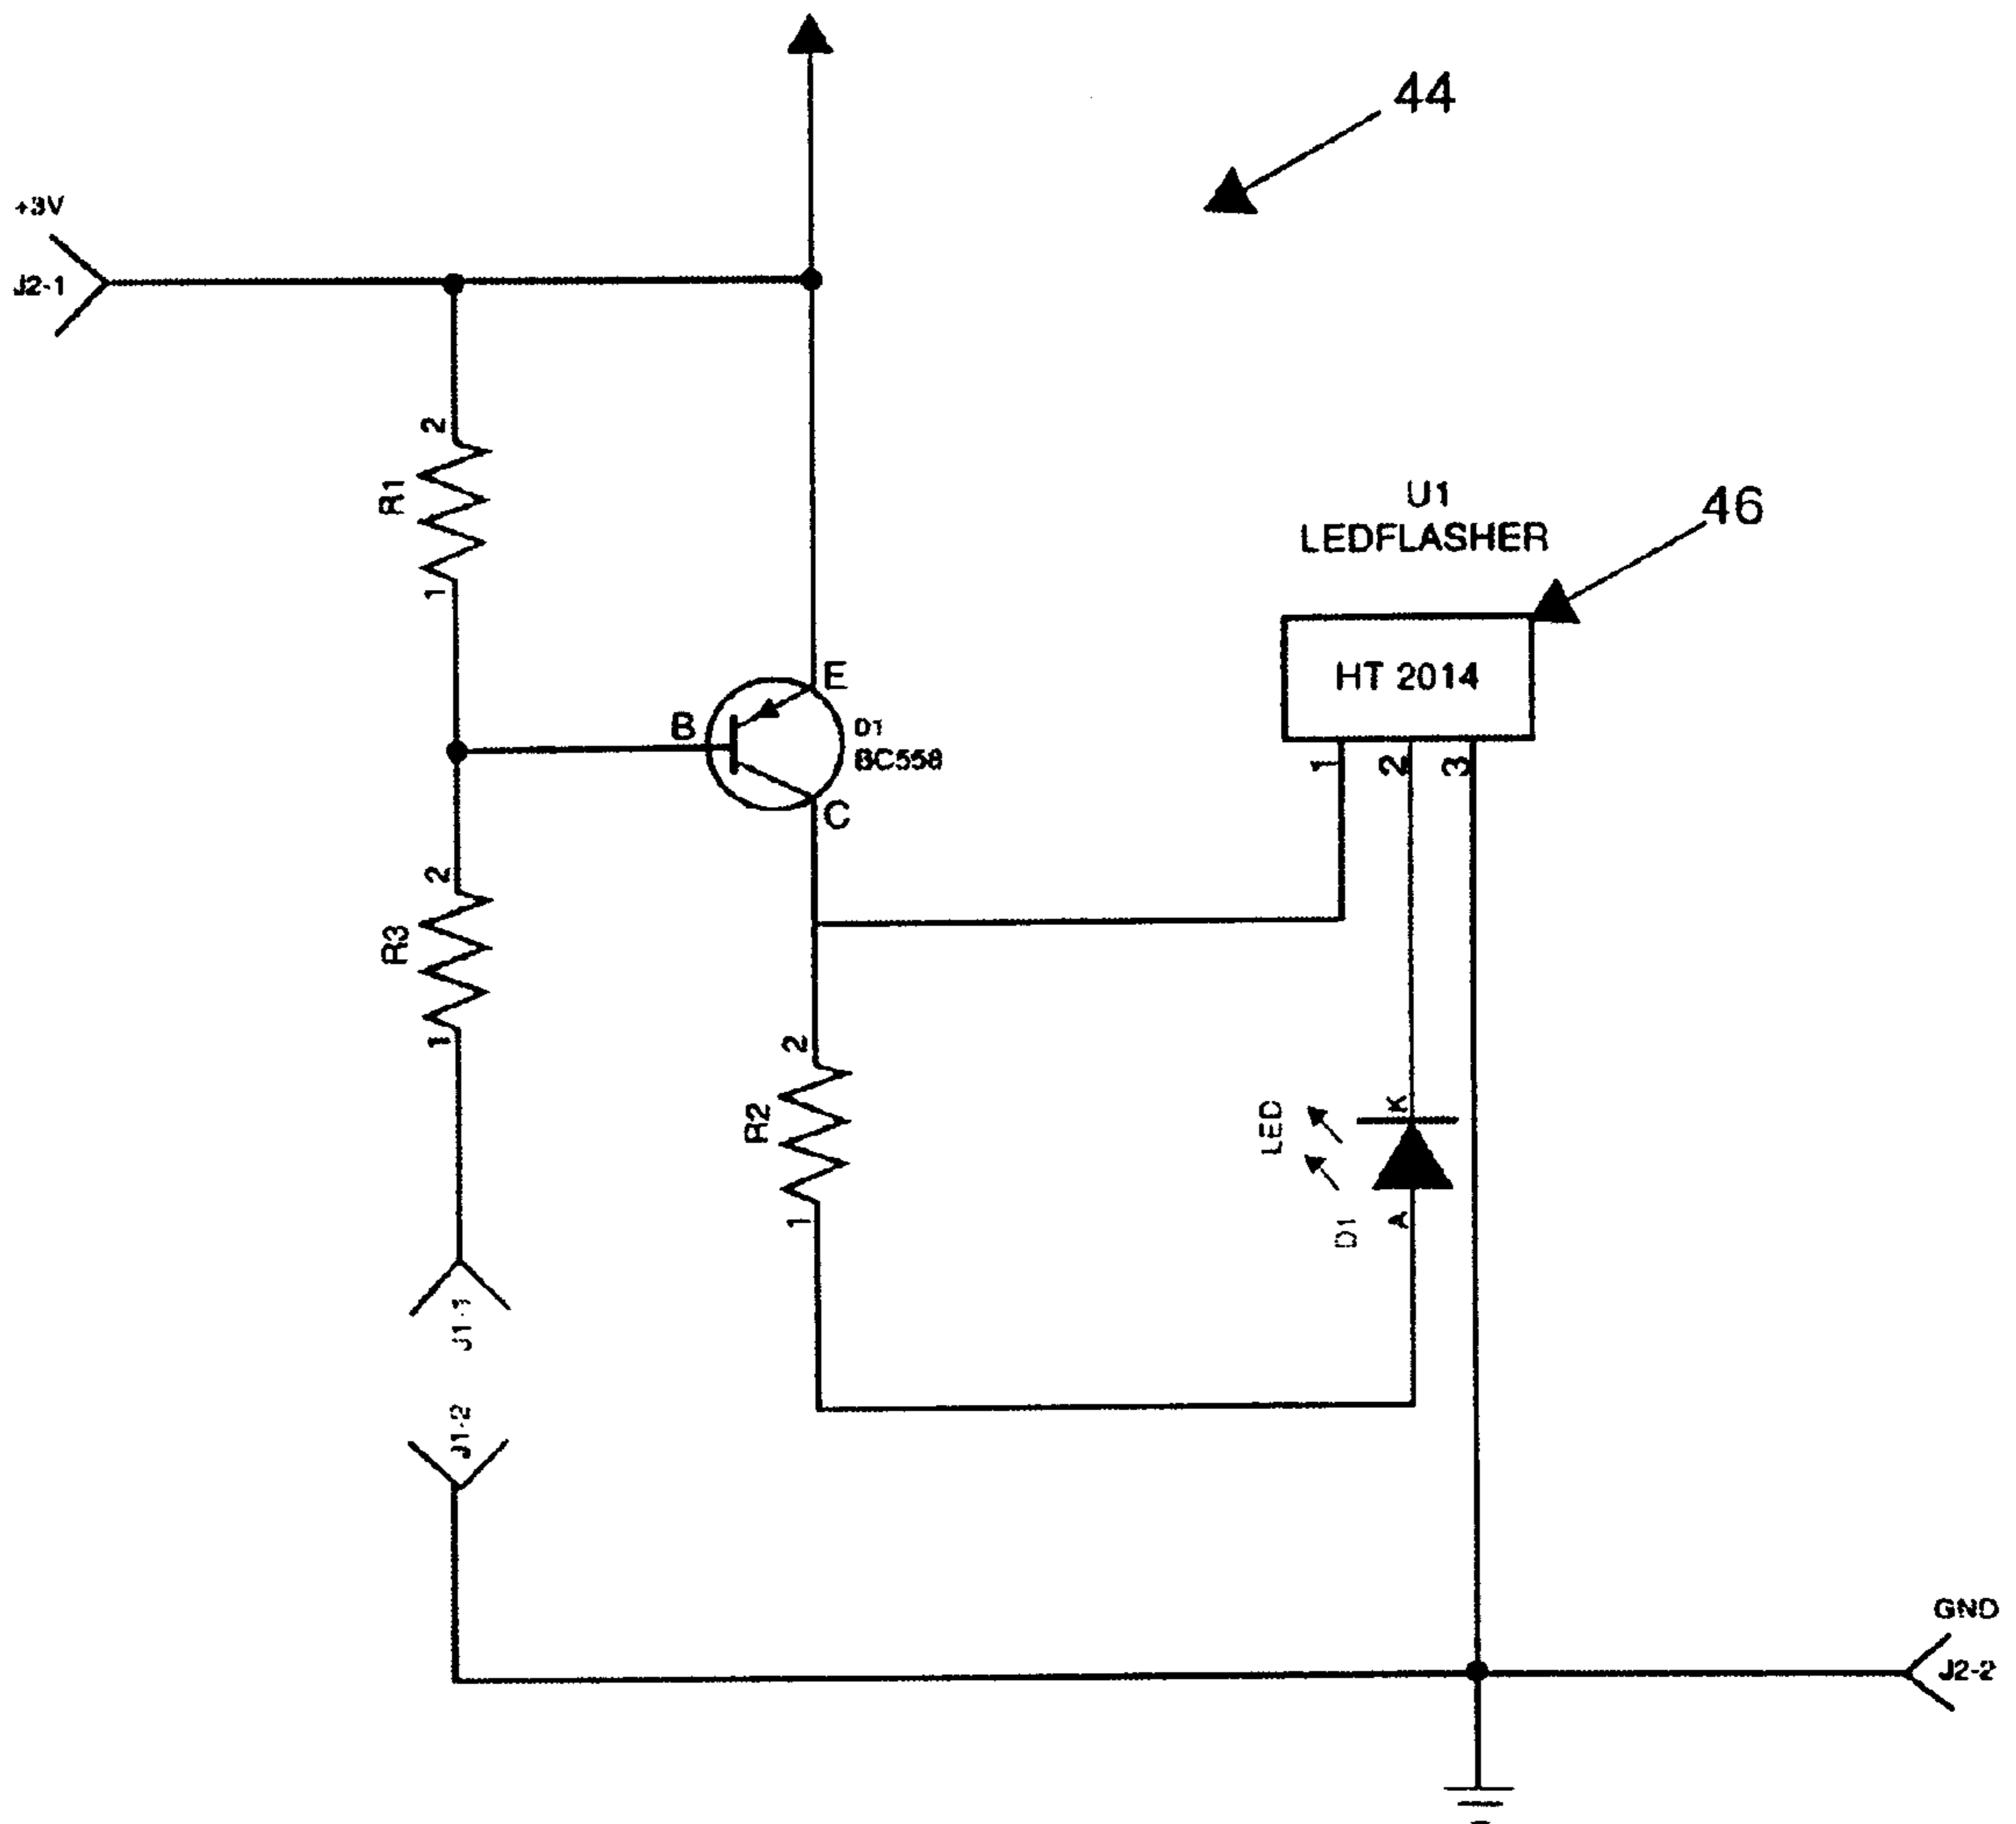 44
+3V
J2-1
2
R1
1
U1
LEDFLASHER
46
HT 2014
E
B
D1
BC558
C
1
2
3
2
R3
1
2
R2
1
LED
K
A
D1
J1-1
J1-2
GND
J2-2